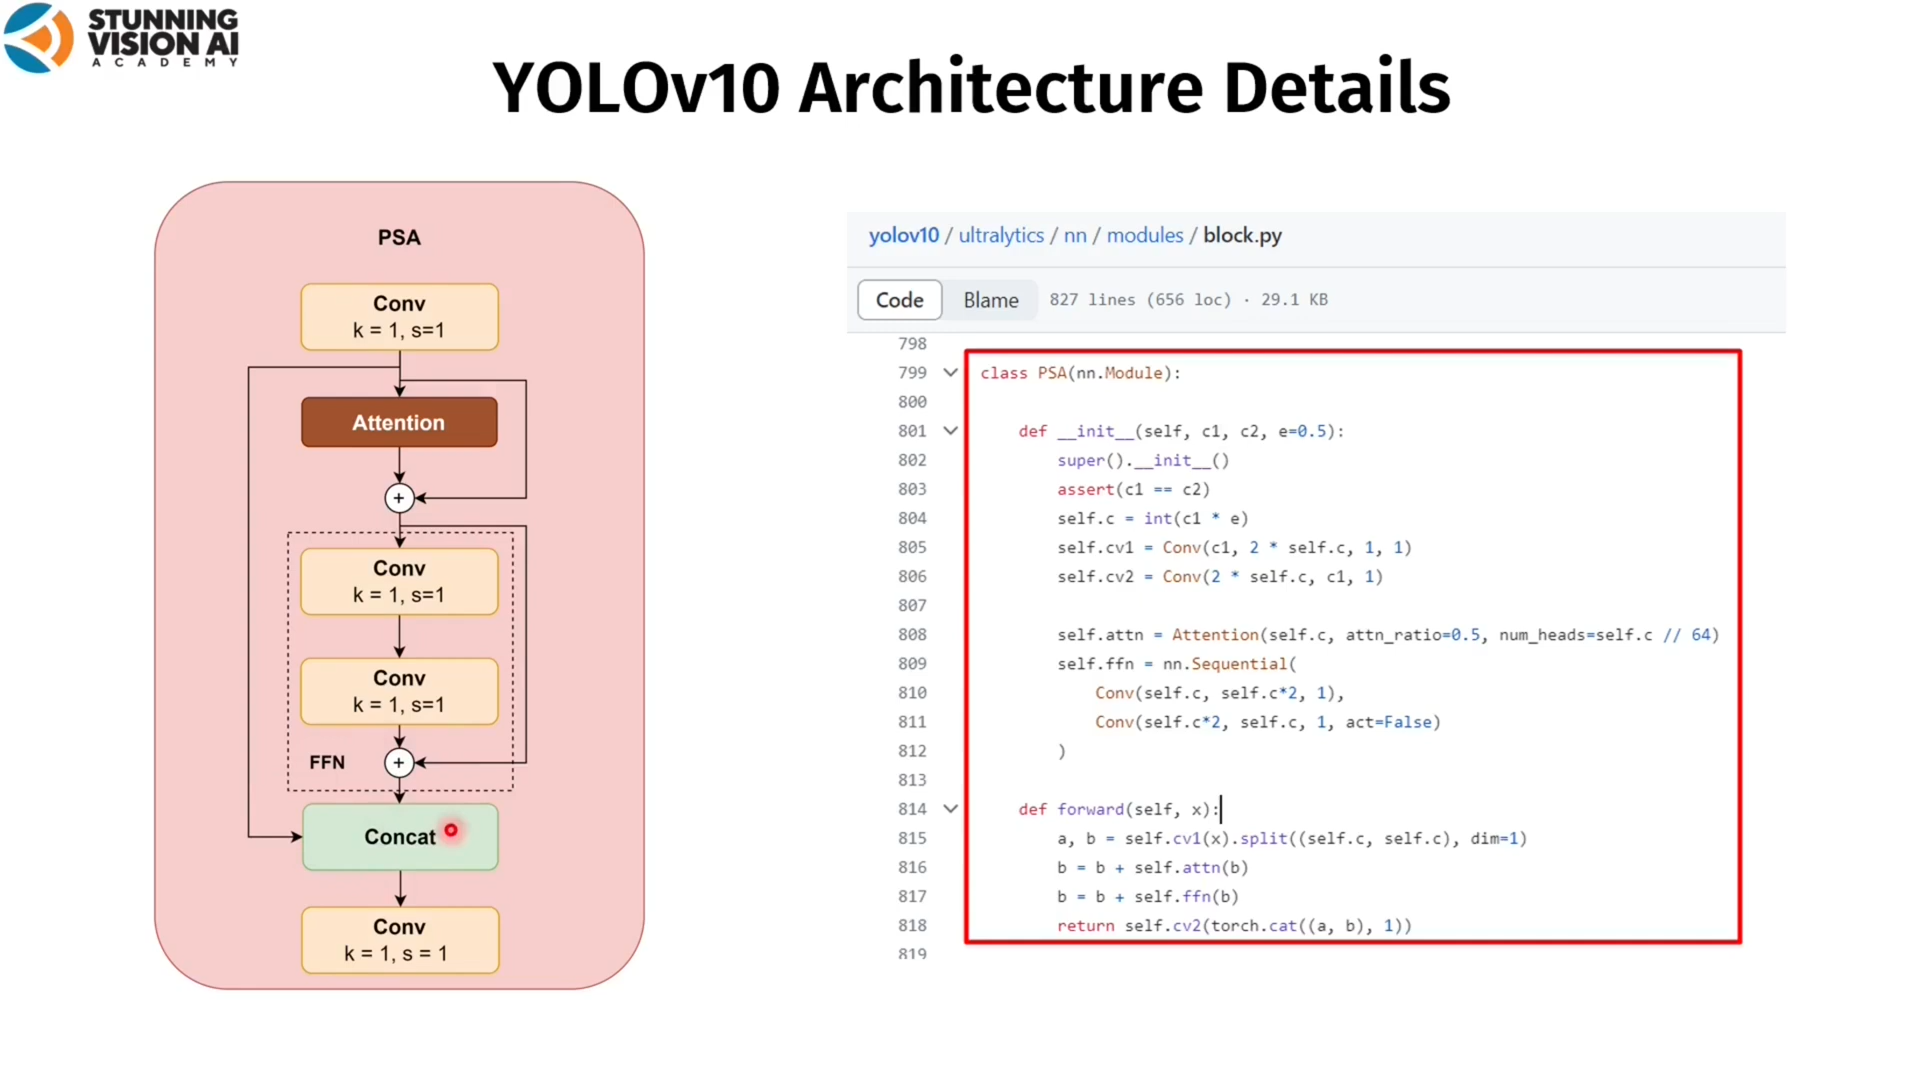 STUNNING
VISION AI
ACADEMY
YOLOv10 Architecture Details
PSA
Conv
k = 1, s=1
Attention
+
Conv
k = 1, s=1
Conv
k = 1, s=1
FFN
+
Concat
Conv
k = 1, s = 1
yolov10 / ultralytics / nn / modules / block.py
Code Blame 827 lines (656 loc) · 29.1 KB
798
799 class PSA(nn.Module):
800
801 def __init__(self, c1, c2, e=0.5):
802 super().__init__()
803 assert(c1 == c2)
804 self.c = int(c1 * e)
805 self.cv1 = Conv(c1, 2 * self.c, 1, 1)
806 self.cv2 = Conv(2 * self.c, c1, 1)
807
808 self.attn = Attention(self.c, attn_ratio=0.5, num_heads=self.c // 64)
809 self.ffn = nn.Sequential(
810 Conv(self.c, self.c*2, 1),
811 Conv(self.c*2, self.c, 1, act=False)
812 )
813
814 def forward(self, x):
815 a, b = self.cv1(x).split((self.c, self.c), dim=1)
816 b = b + self.attn(b)
817 b = b + self.ffn(b)
818 return self.cv2(torch.cat((a, b), 1))
819